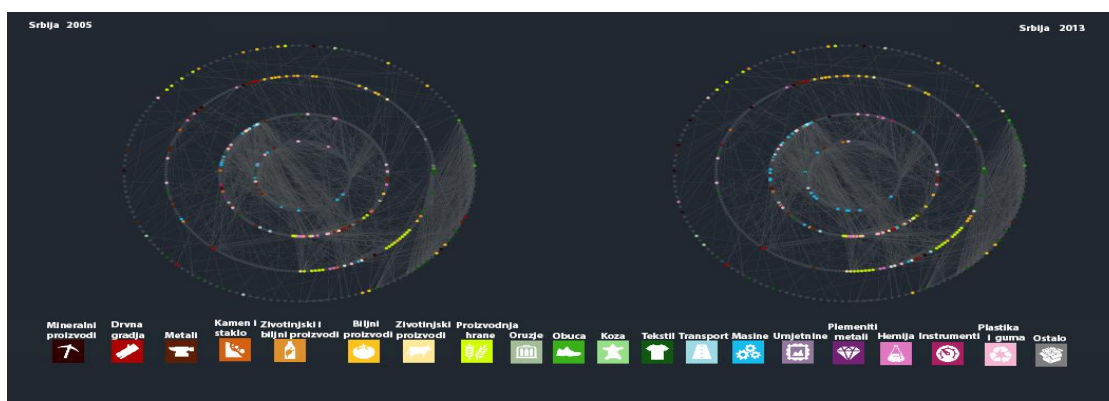 Srbija 2005
Srbija 2013
Mineralni
proizvodi
Drvna
gradja
Metali
Kamen i
staklo
Zivotinjski i
biljni proizvodi
Biljni
proizvodi
Zivotinjski
proizvodi
Proizvodnja
hrane
Oruzje
Obuca
Koza
Tekstil
Transport
Masine
Umjetnine
Plemeniti
metali
Hemija
Instrumenti
Plastika
i guma
Ostalo